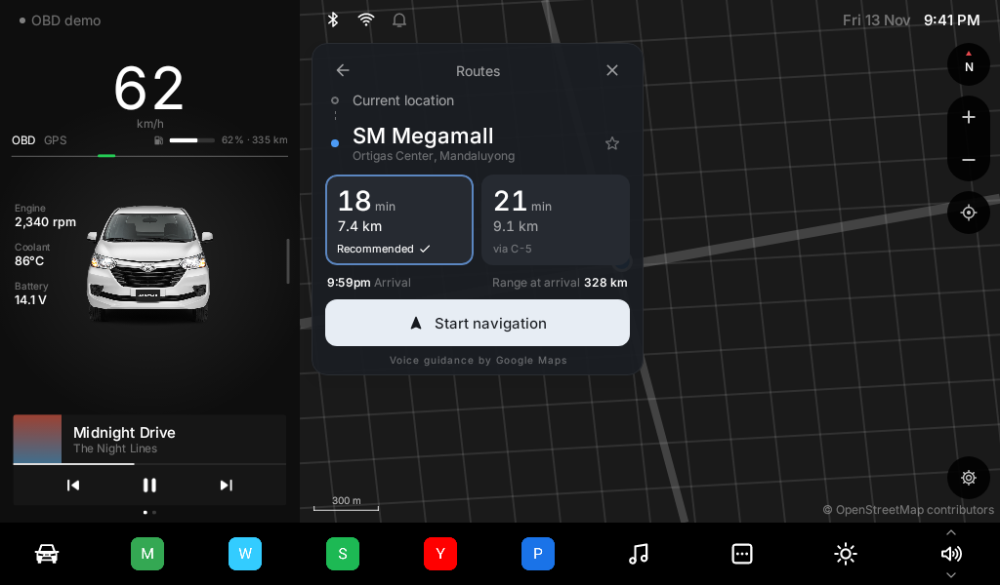 OBD demo
62
km/h
OBD GPS
62% · 335 km
Engine
2,340 rpm
Coolant
86°C
Battery
14.1 V
Midnight Drive
The Night Lines
Fri 13 Nov 9:41 PM
Routes
Current location
SM Megamall
Ortigas Center, Mandaluyong
18 min
7.4 km
Recommended
21 min
9.1 km
via C-5
9:59pm Arrival
Range at arrival 328 km
Start navigation
Voice guidance by Google Maps
N
+
−
300 m
© OpenStreetMap contributors
M
W
S
Y
P